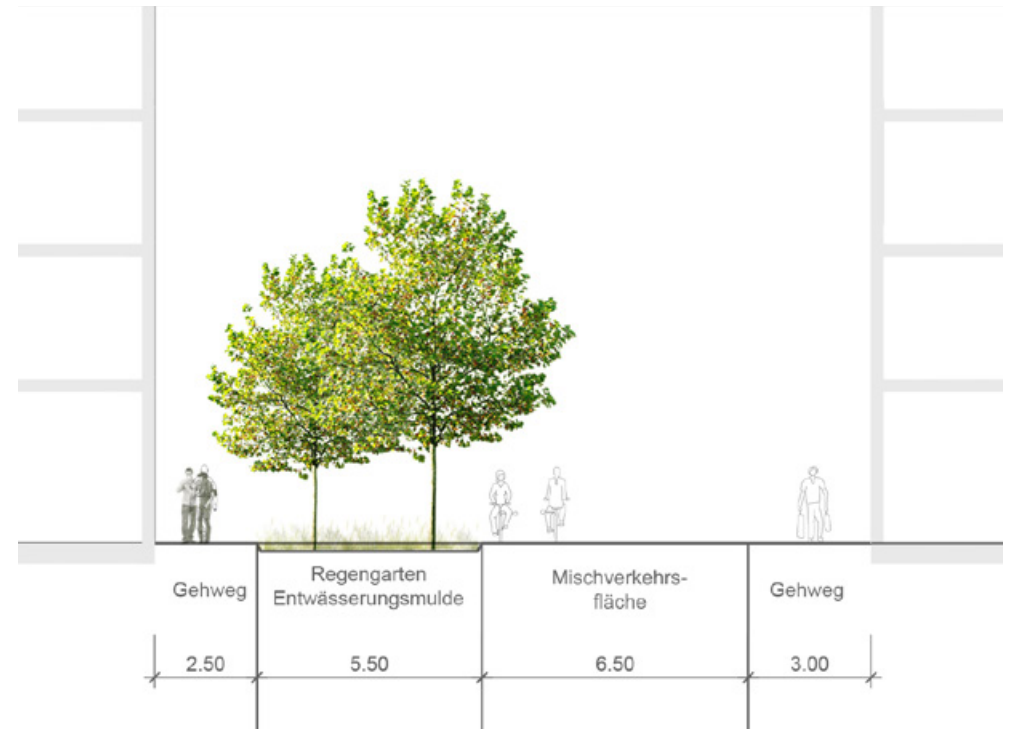 Gehweg
Regengarten
Entwässerungsmulde
Mischverkehrs-
fläche
Gehweg
2.50
5.50
6.50
3.00